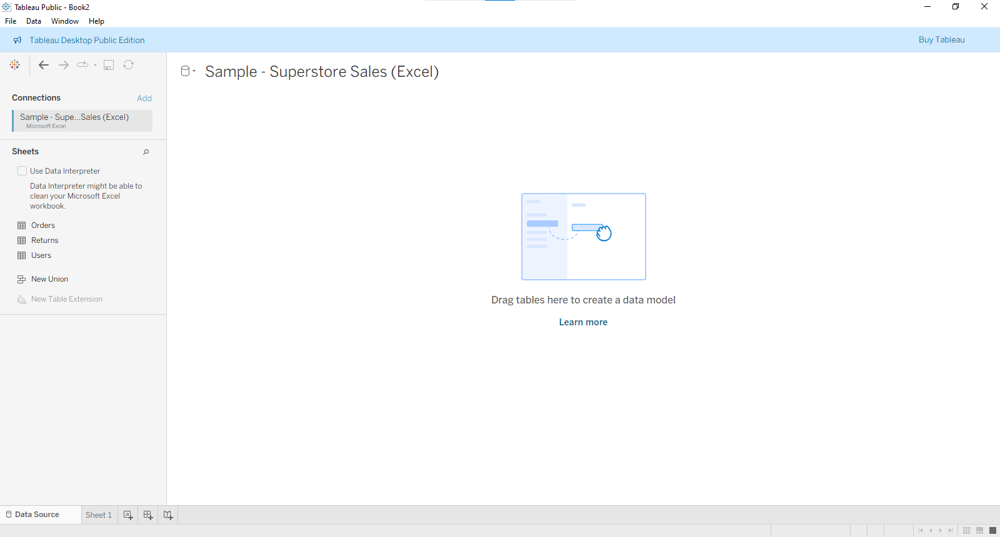 Tableau Public - Book2
File Data Window Help
Tableau Desktop Public Edition
Buy Tableau
Connections
Add
Sample - Supe...Sales (Excel)
Microsoft Excel
Sheets
Use Data Interpreter
Data Interpreter might be able to
clean your Microsoft Excel
workbook.
Orders
Returns
Users
New Union
New Table Extension
Sample - Superstore Sales (Excel)
Drag tables here to create a data model
Learn more
Data Source
Sheet 1